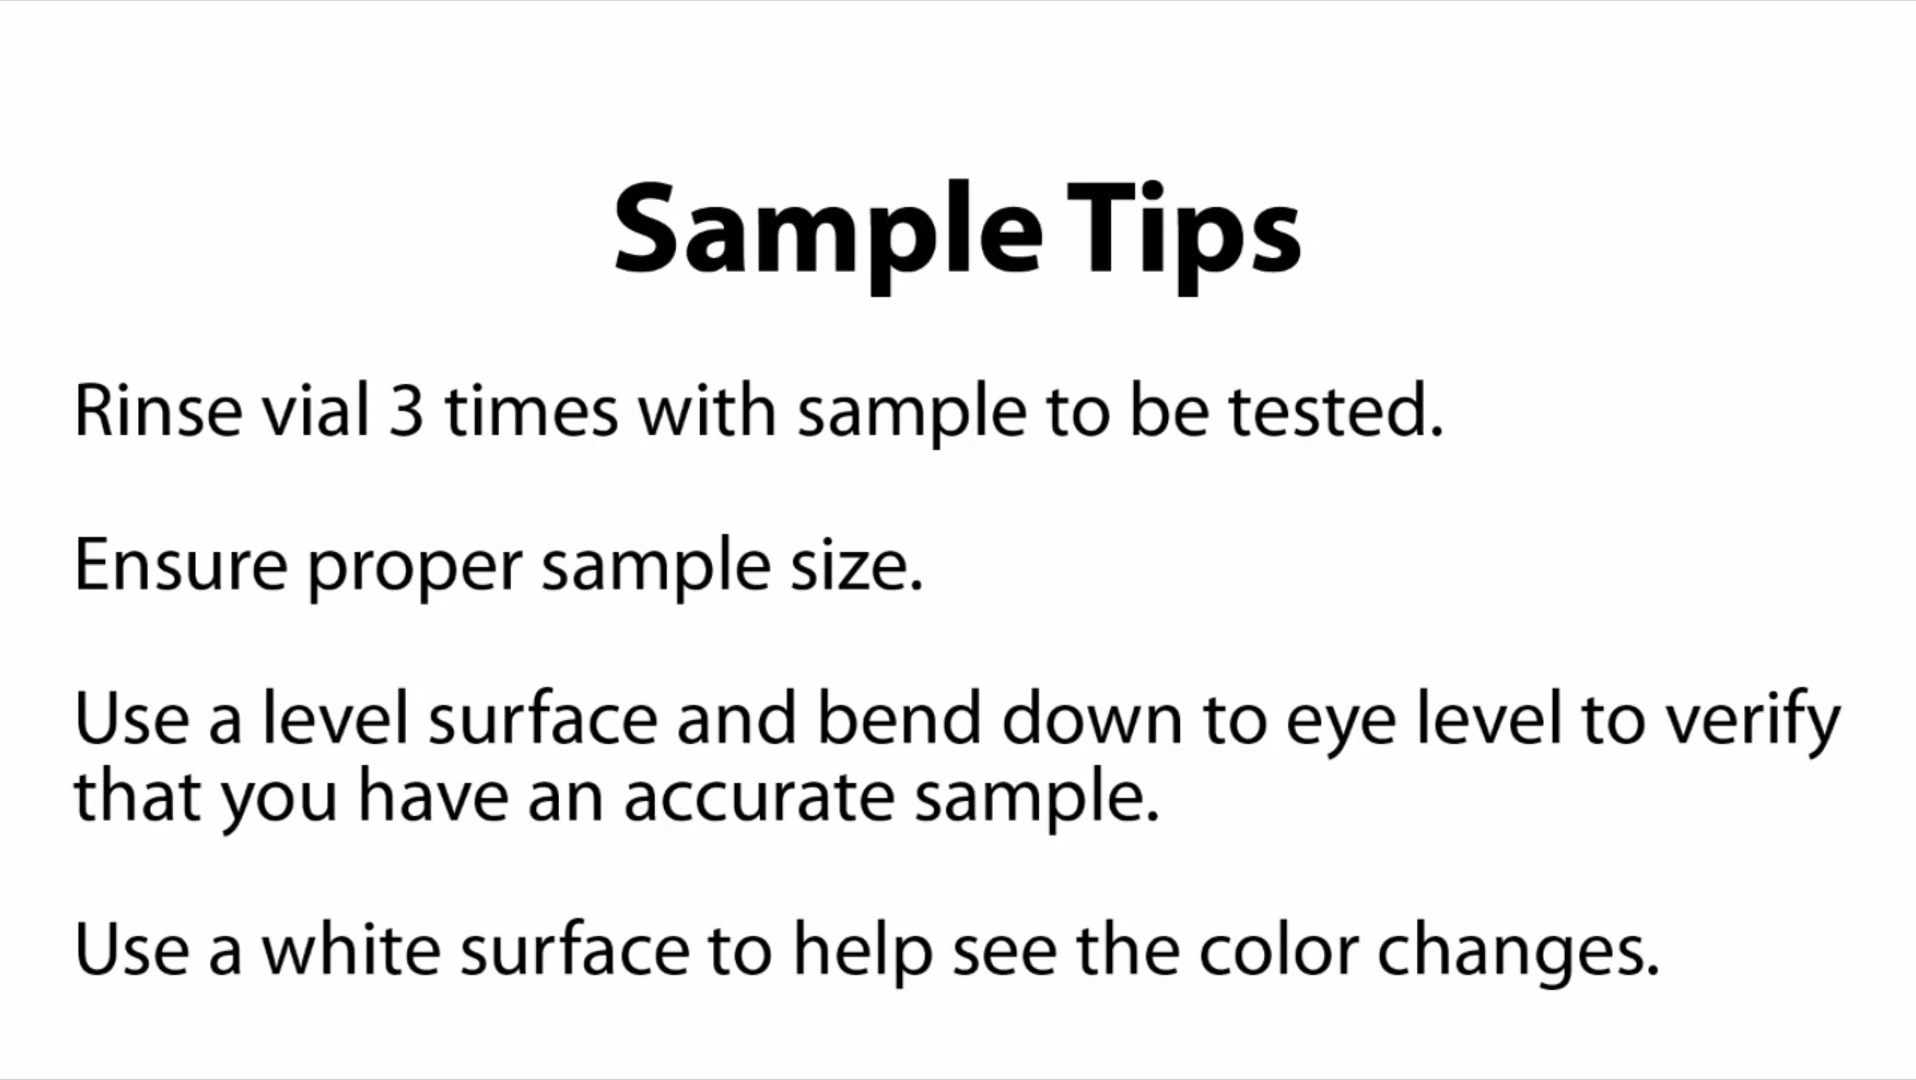 Sample Tips
Rinse vial 3 times with sample to be tested.
Ensure proper sample size.
Use a level surface and bend down to eye level to verify
that you have an accurate sample.
Use a white surface to help see the color changes.